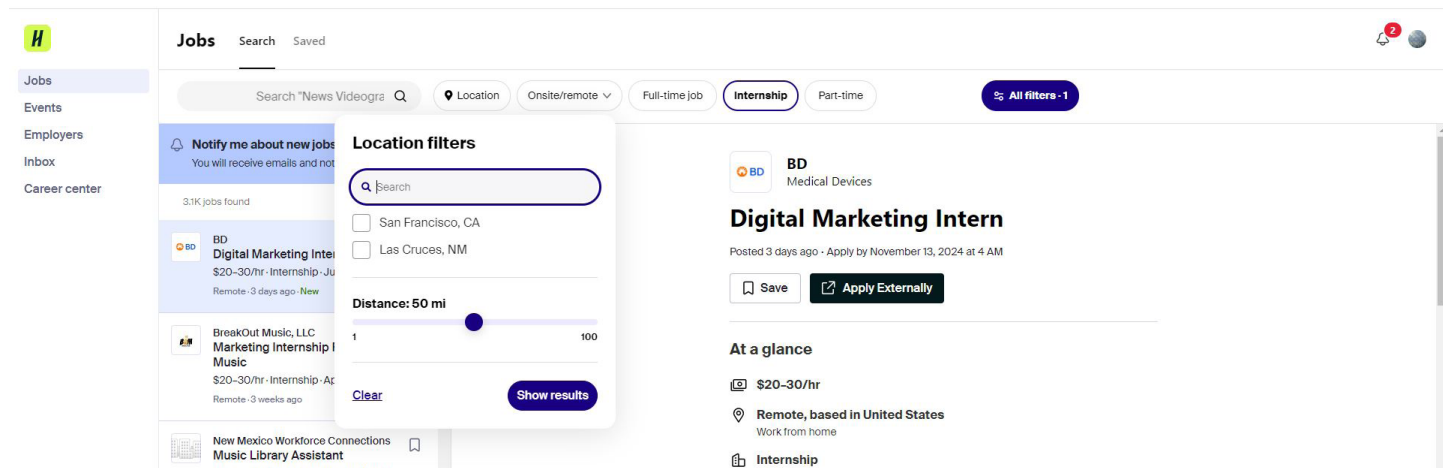 H
Jobs
Events
Employers
Inbox
Career center
Jobs Search Saved
2
Search "News Videogra
Location
Onsite/remote
Full-time job
Internship
Part-time
All filters · 1
Notify me about new jobs
You will receive emails and not
3.1K jobs found
BD
BD
Digital Marketing Inte
$20–30/hr · Internship · Ju
Remote · 3 days ago · New
BreakOut Music, LLC
Marketing Internship
Music
$20–30/hr · Internship · Ap
Remote · 3 weeks ago
New Mexico Workforce Connections
Music Library Assistant
Location filters
Search
San Francisco, CA
Las Cruces, NM
Distance: 50 mi
1 100
Clear Show results
BD
BD
Medical Devices
Digital Marketing Intern
Posted 3 days ago · Apply by November 13, 2024 at 4 AM
Save Apply Externally
At a glance
$20–30/hr
Remote, based in United States
Work from home
Internship